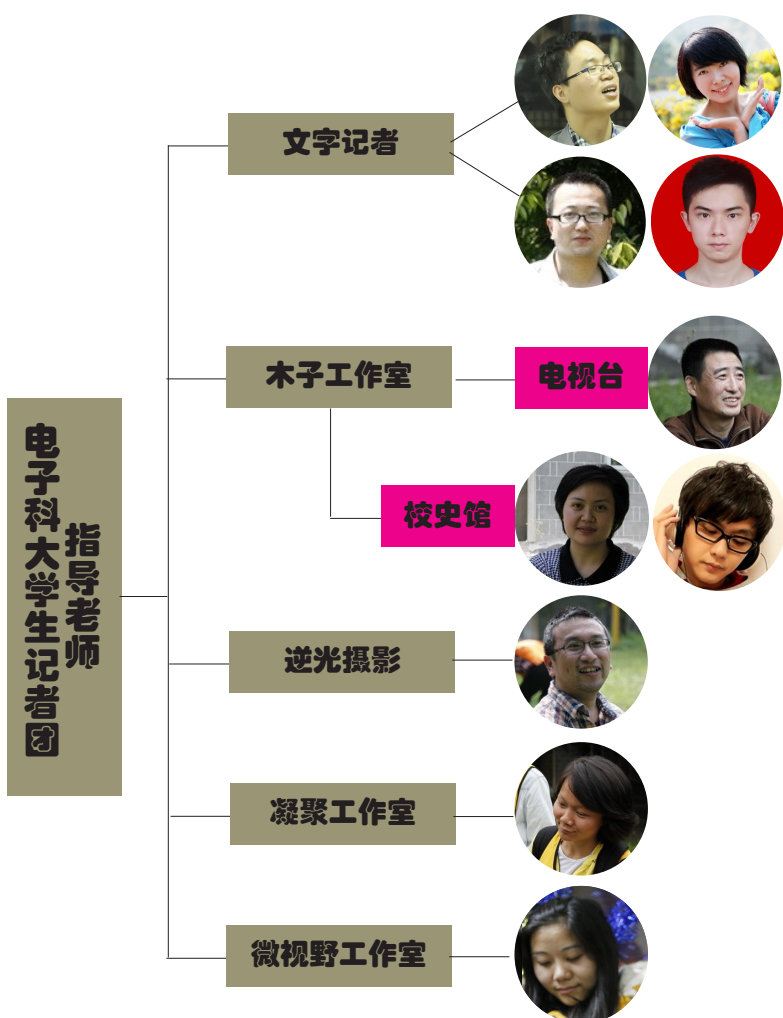 电子科大学生记者团
指导老师
文字记者
木子工作室
电视台
校史馆
逆光摄影
凝聚工作室
微视野工作室